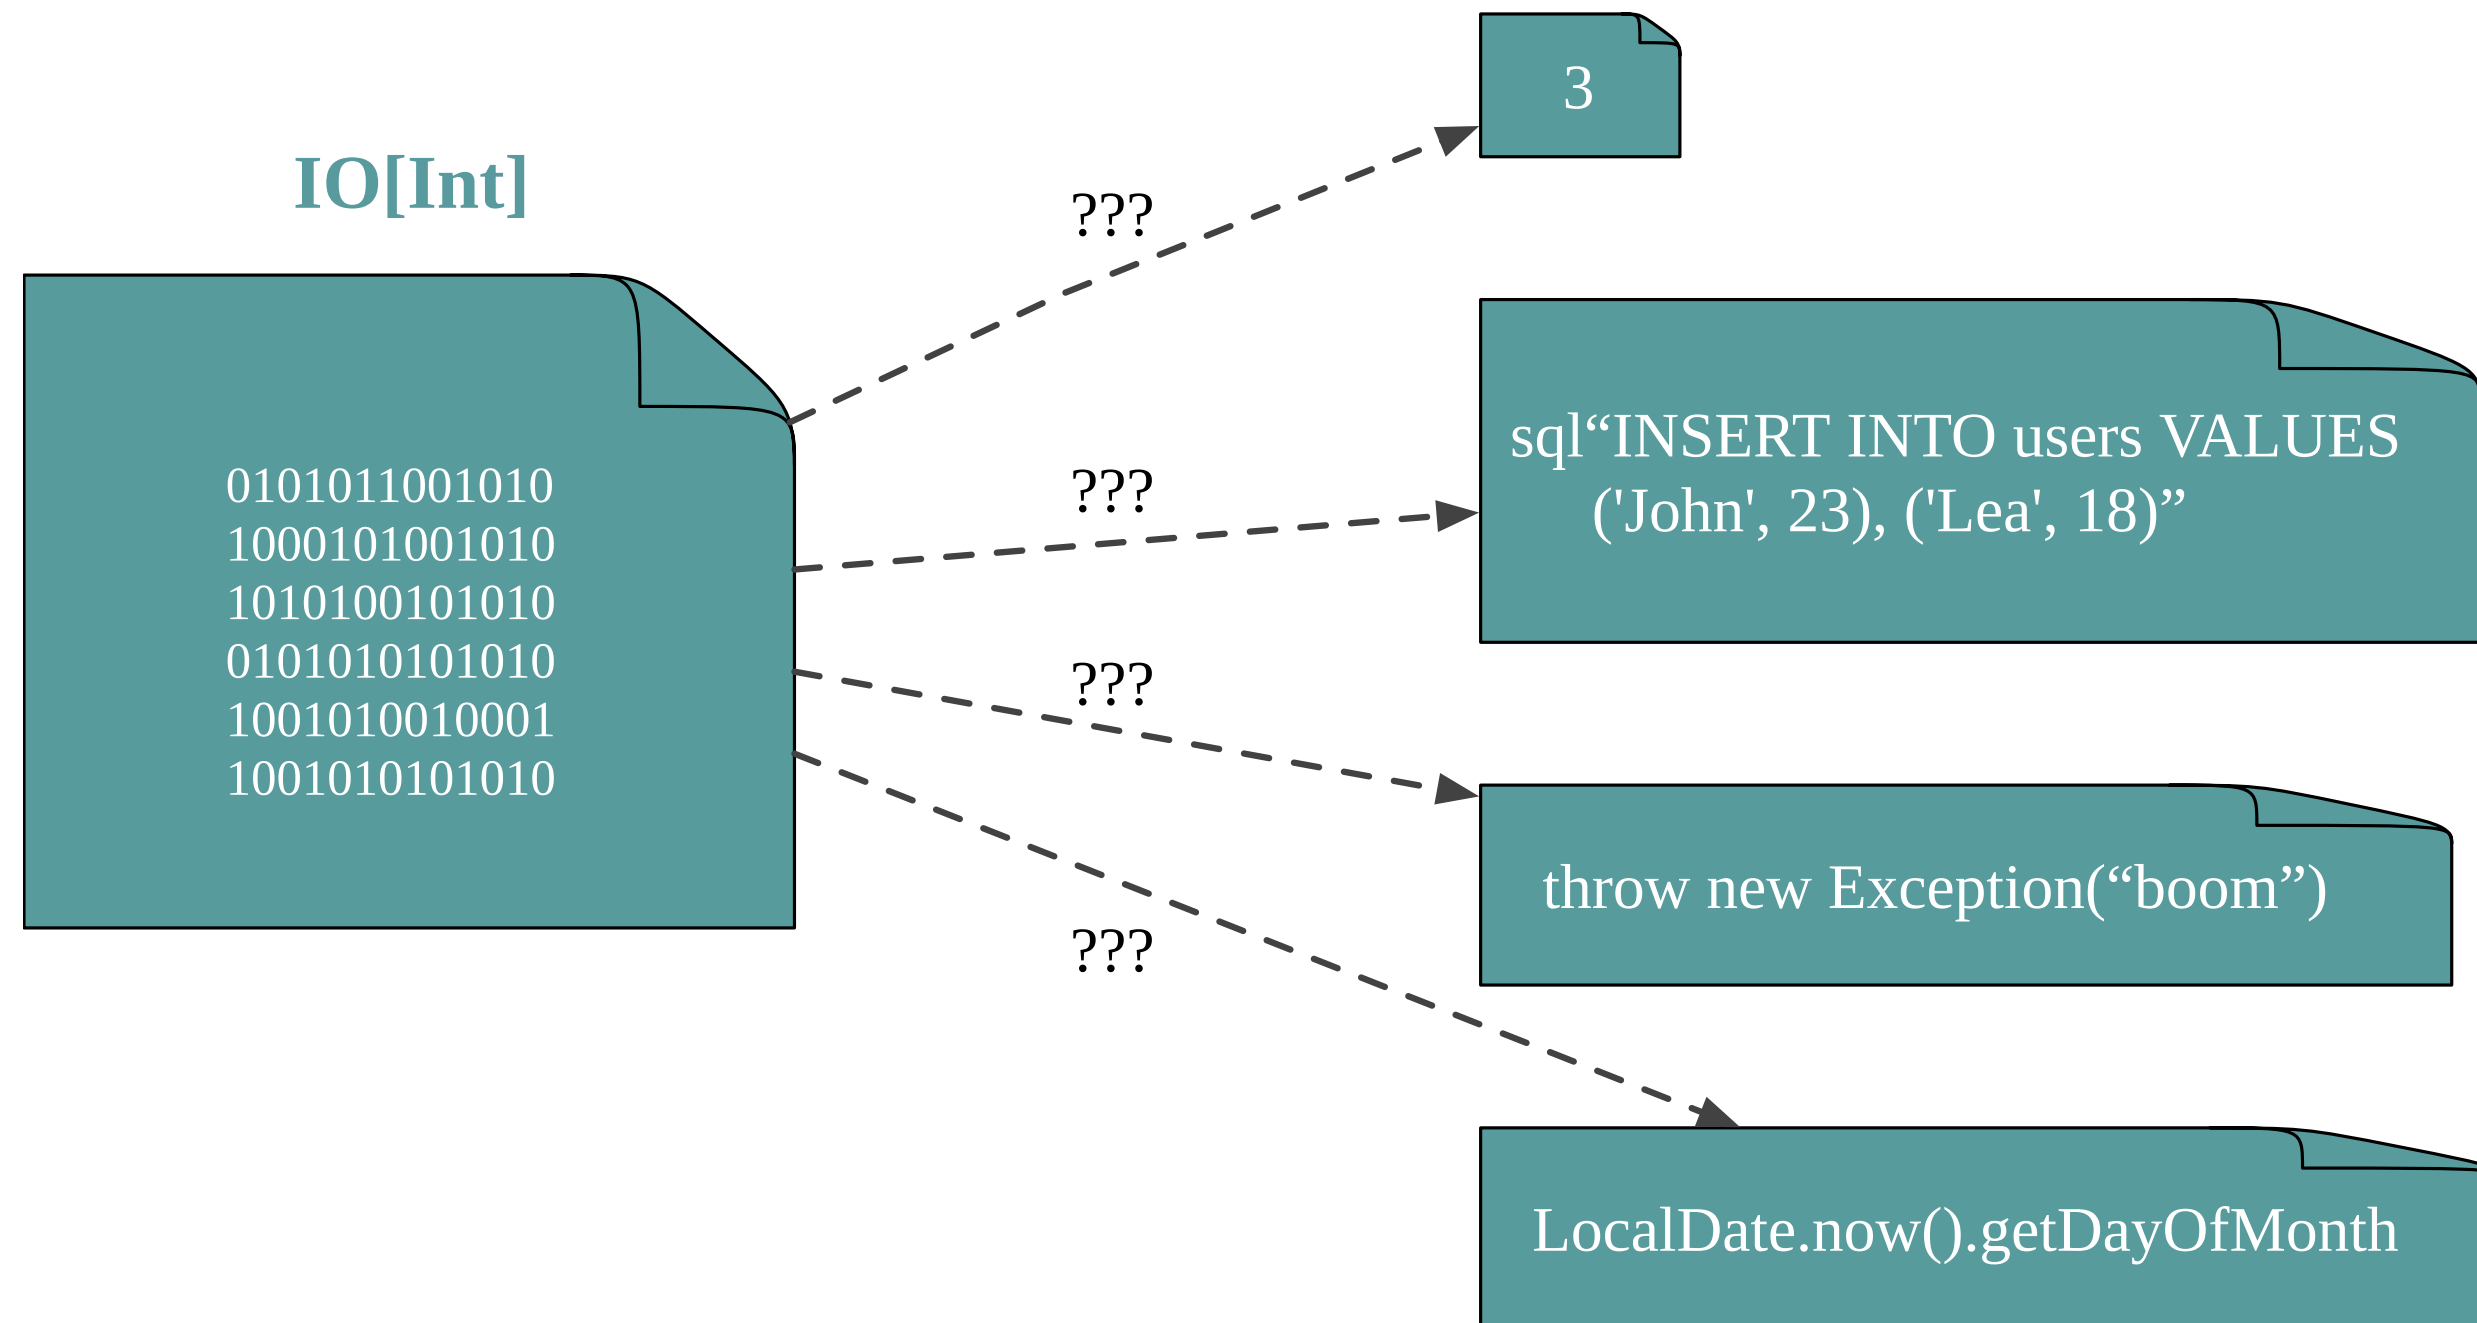 IO[Int]
0101011001010
1000101001010
1010100101010
0101010101010
1001010010001
1001010101010
???
???
???
???
3
sql“INSERT INTO users VALUES
('John', 23), ('Lea', 18)”
throw new Exception(“boom”)
LocalDate.now().getDayOfMonth